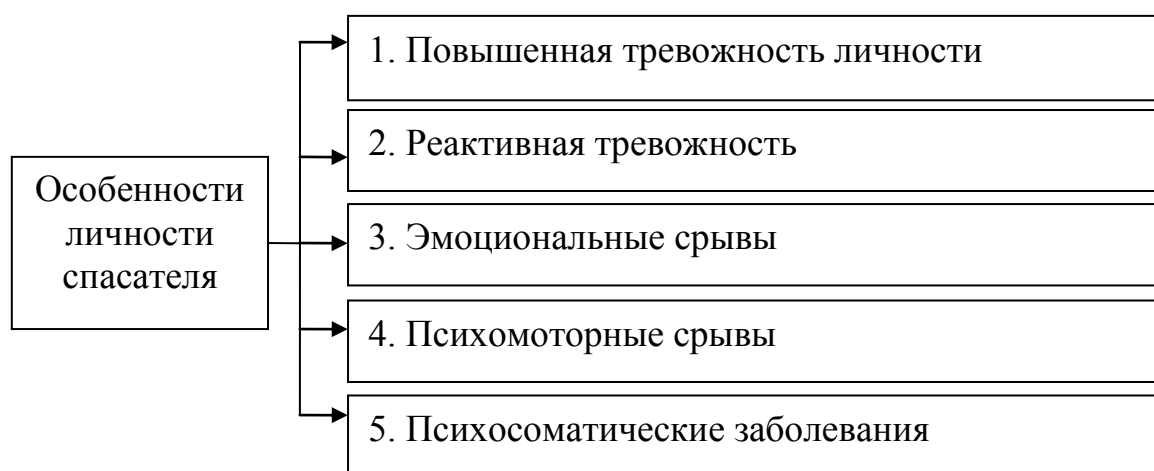 Особенности
личности
спасателя
1. Повышенная тревожность личности
2. Реактивная тревожность
3. Эмоциональные срывы
4. Психомоторные срывы
5. Психосоматические заболевания